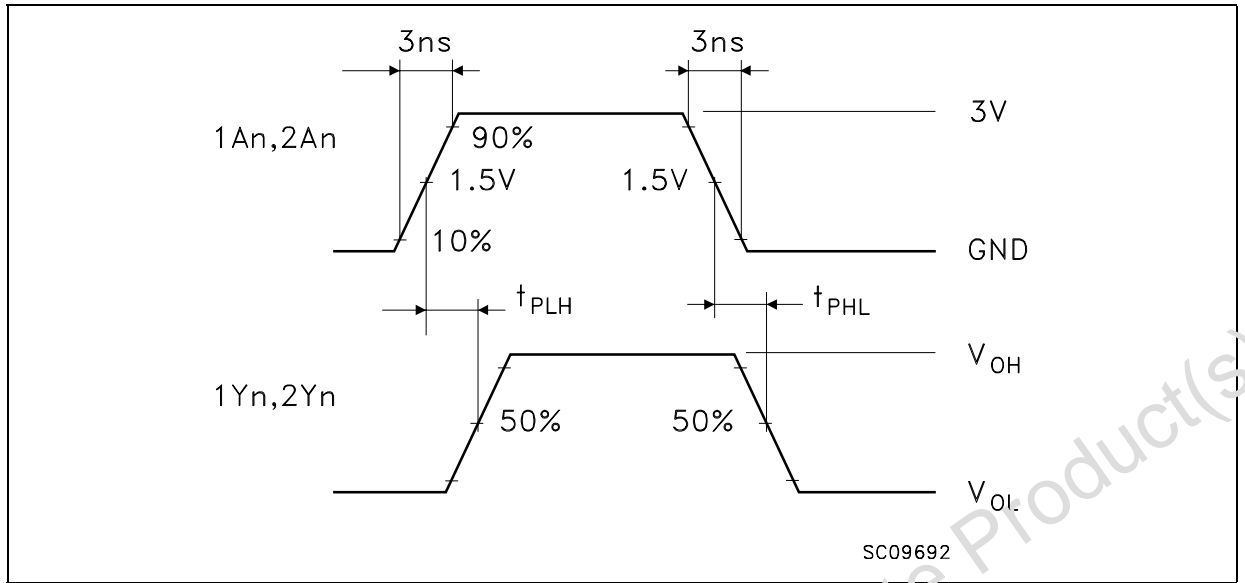 3ns 3ns
3V
1An,2An 90%
1.5V 1.5V
10%
GND
tPLH tPHL
VOH
1Yn,2Yn
50% 50%
VOL
SC09692
te Product(s)